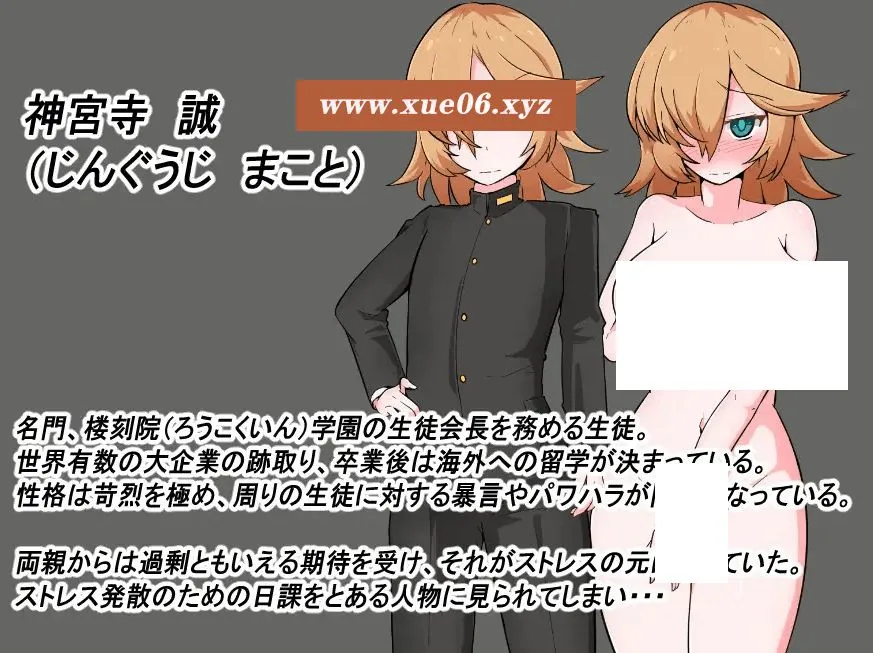 神宮寺 誠
www.xue06.xyz
(じんぐうじ まこと)
名門、楼刻院(ろうこくいん)学園の生徒会長を務める生徒。
世界有数の大企業の跡取り、卒業後は海外への留学が決まっている。
性格は苛烈を極め、周りの生徒に対する暴言やパワハラが なっている。
両親からは過剰ともいえる期待を受け、それがストレスの元 ていた。
ストレス発散のための日課をとある人物に見られてしまい・・・